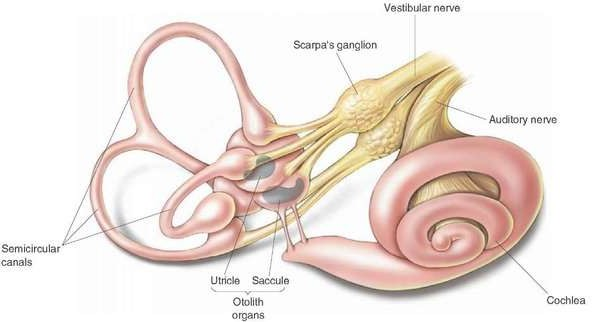 Vestibular nerve
Scarpa's ganglion
Auditory nerve
Semicircular
canals
Utricle
Saccule
Otolith
organs
Cochlea